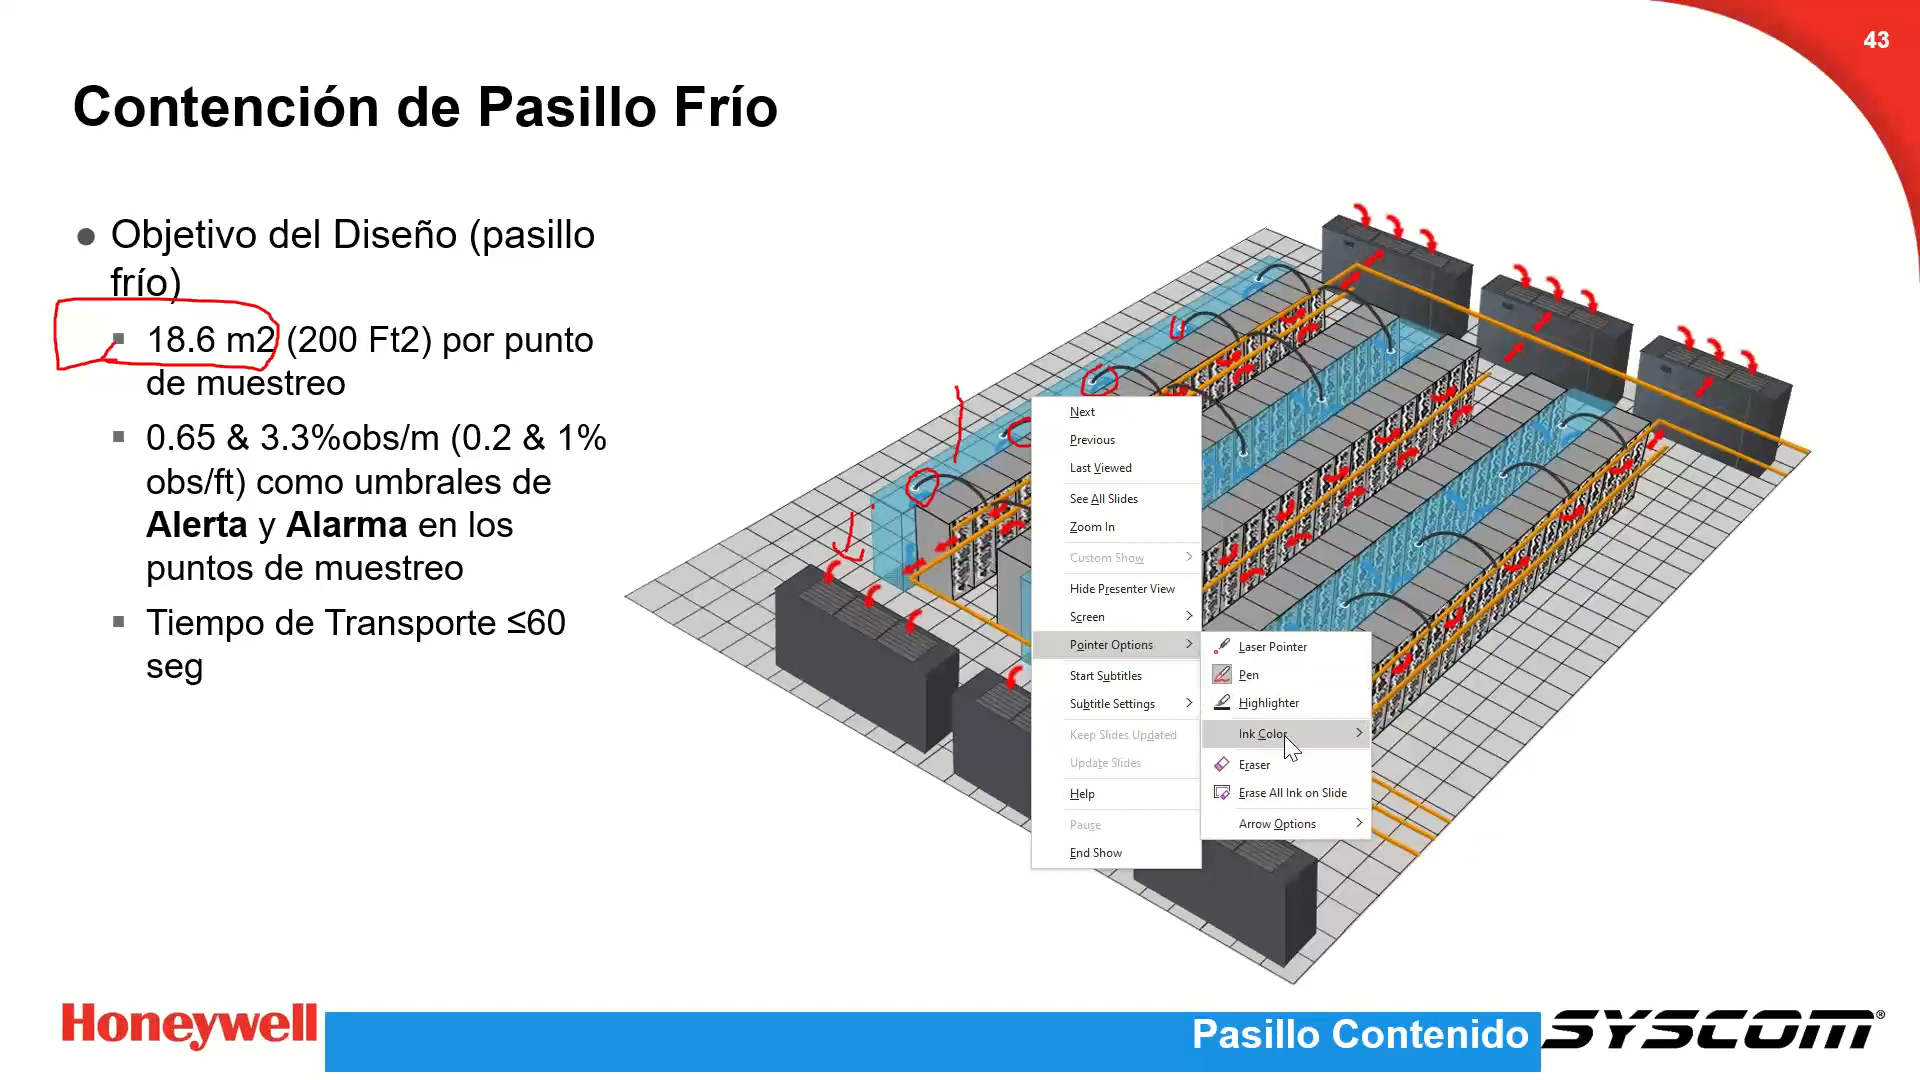 43
Contención de Pasillo Frío
Objetivo del Diseño (pasillo
frío)
18.6 m2 (200 Ft2) por punto
de muestreo
0.65 & 3.3%obs/m (0.2 & 1%
obs/ft) como umbrales de
Alerta y Alarma en los
puntos de muestreo
Tiempo de Transporte ≤60
seg
Next
Previous
Last Viewed
See All Slides
Zoom In
Custom Show
Hide Presenter View
Screen
Pointer Options
Start Subtitles
Subtitle Settings
Keep Slides Updated
Update Slides
Help
Pause
End Show
Laser Pointer
Pen
Highlighter
Ink Color
Eraser
Erase All Ink on Slide
Arrow Options
Honeywell
Pasillo Contenido
SYSCOM®